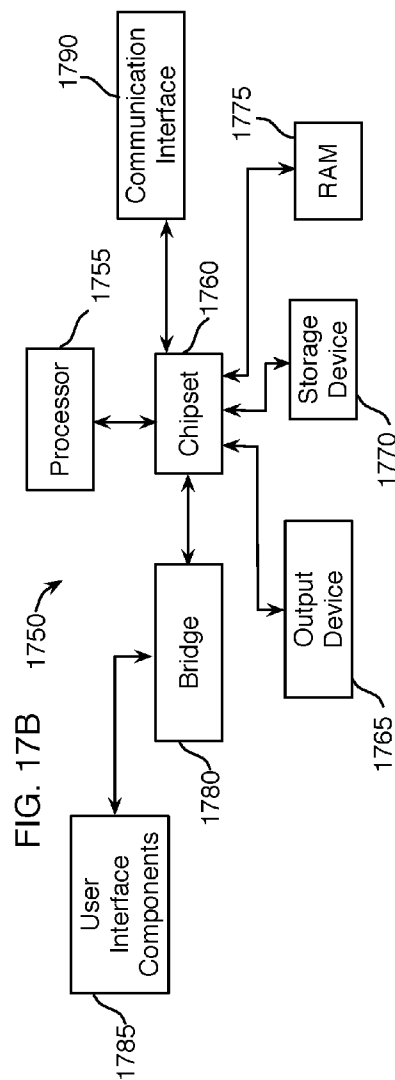 FIG. 17B
1750
Processor
1755
Communication
Interface
1790
Chipset
1760
Bridge
1780
User
Interface
Components
1785
Output
Device
1765
Storage
Device
1770
RAM
1775